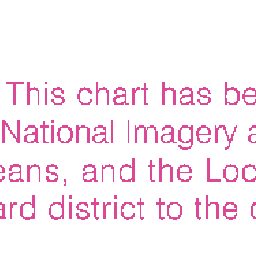 This chart has be
National Imagery a
eans, and the Loc
ard district to the